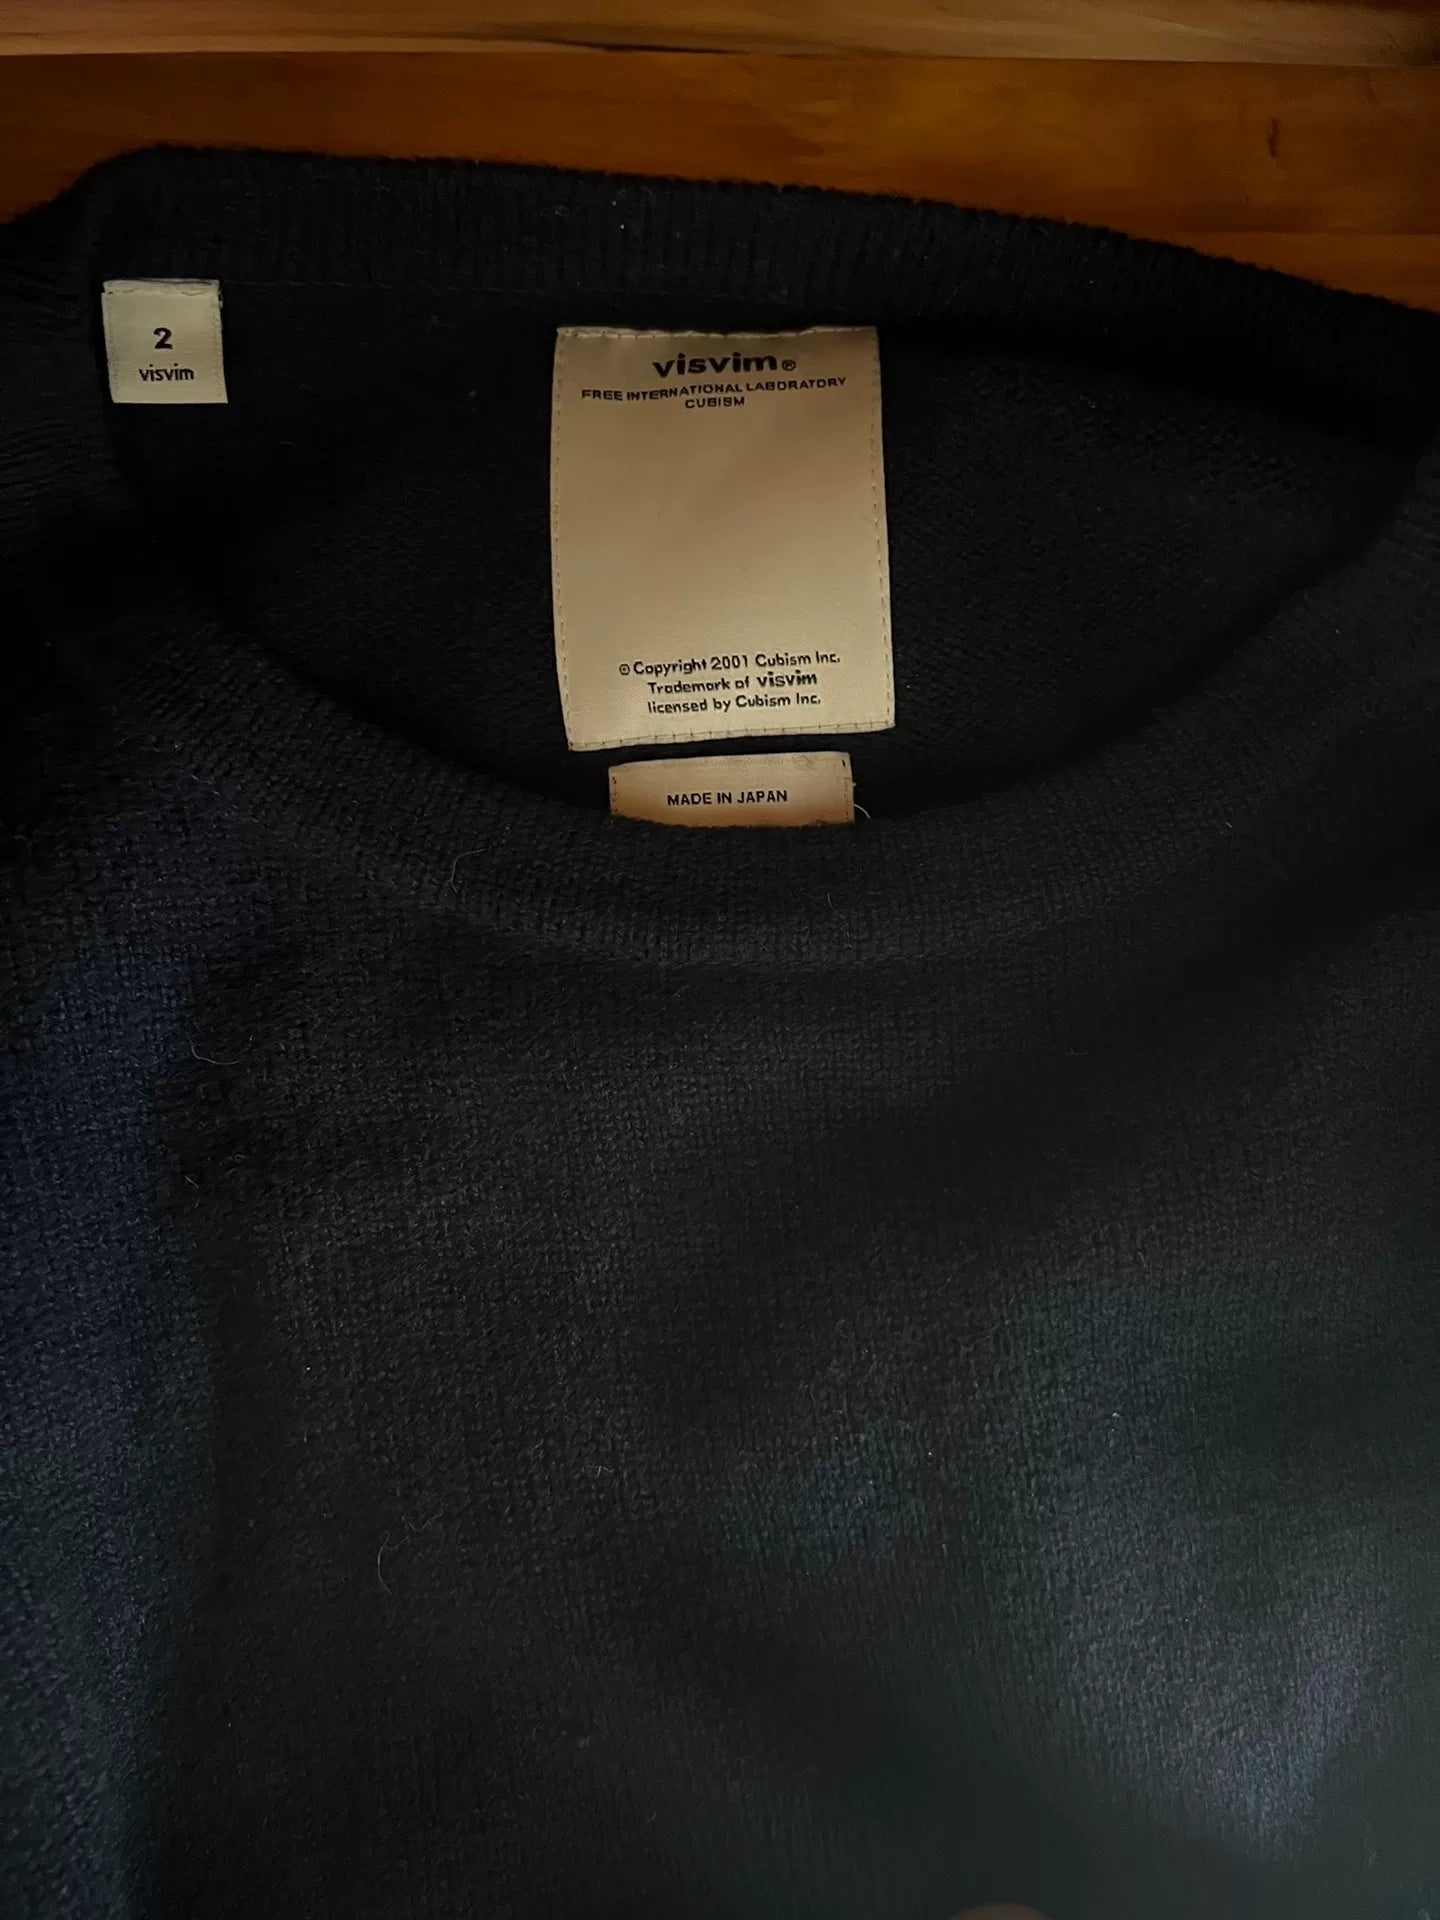 2
visvim
visvim®
FREE INTERNATIONAL LABORATORY
CUBISM
© Copyright 2001 Cubism Inc.
Trademark of visvim
licensed by Cubism Inc.
MADE IN JAPAN